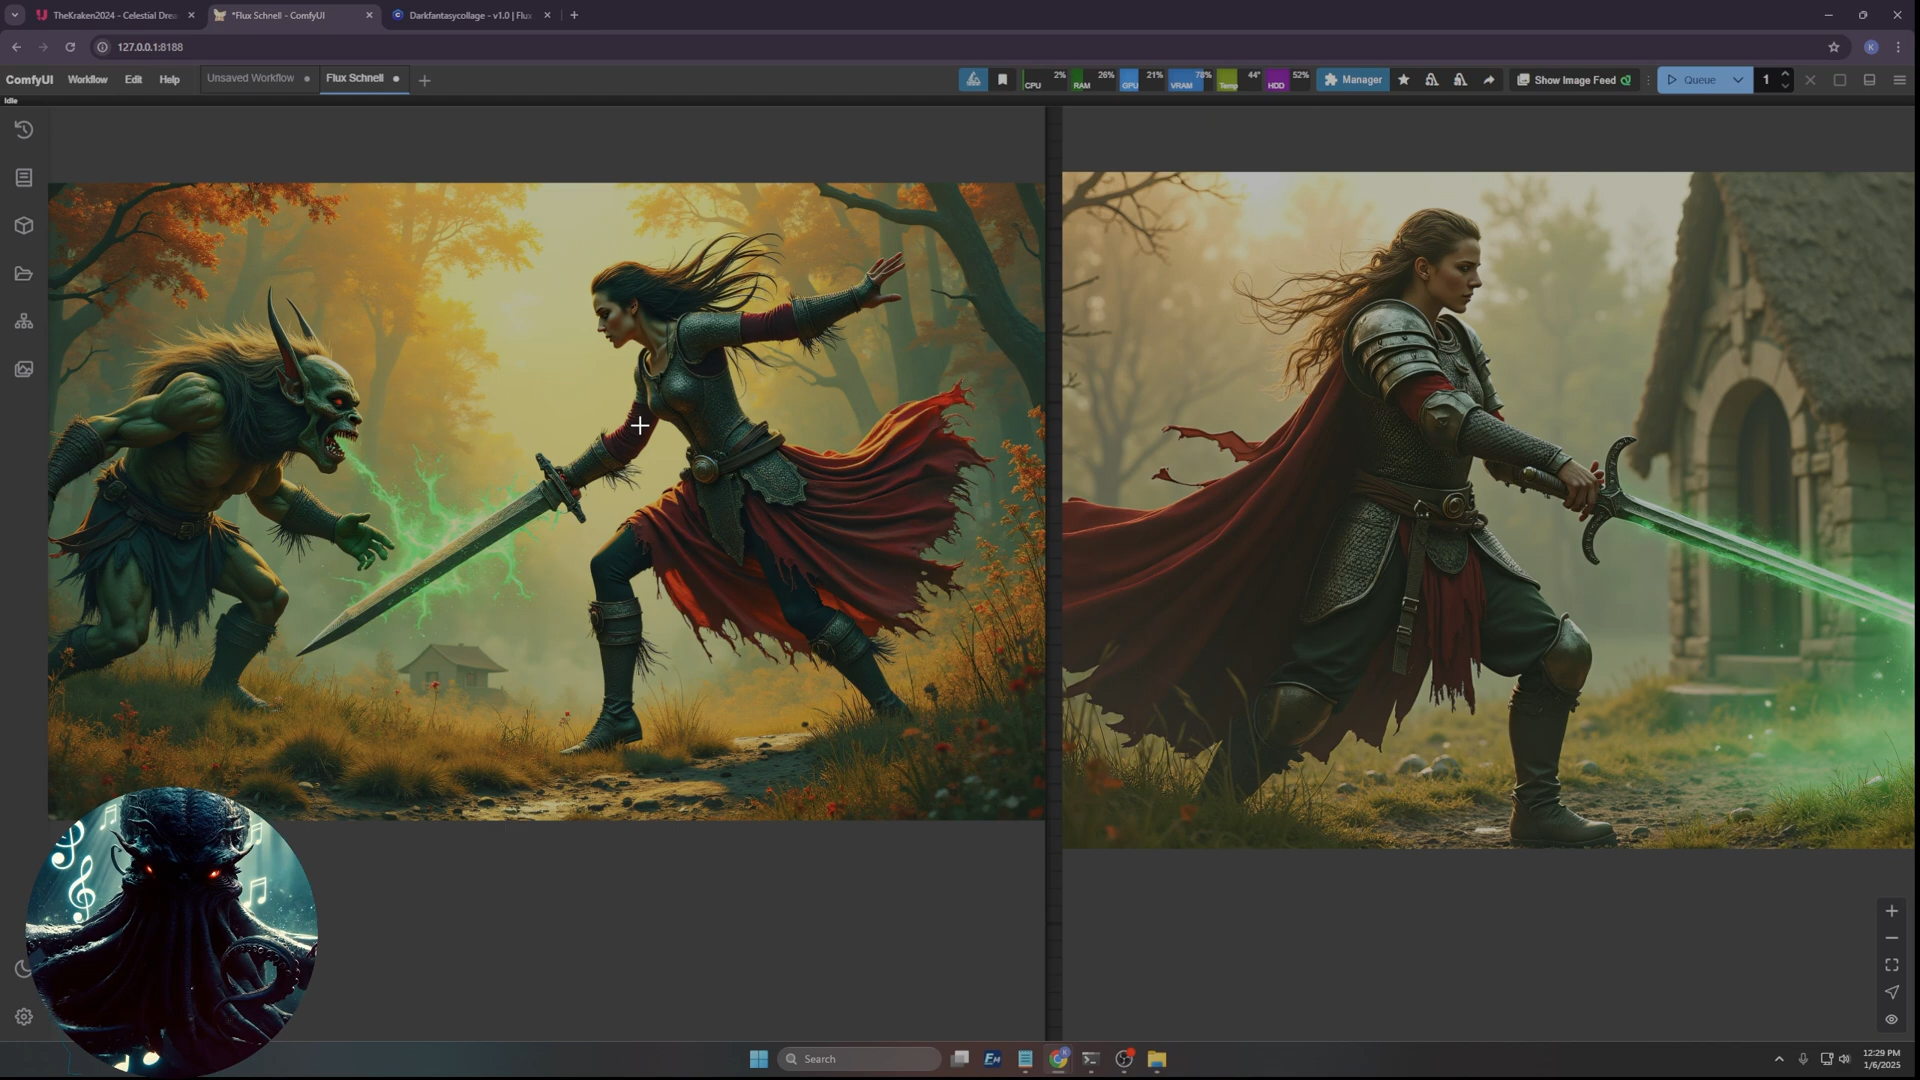 TheKraken2024 - Celestial Drea
*Flux Schnell - ComfyUI
Darkfantasycollage - v1.0 | Flux
127.0.0.1:8188
K
ComfyUI
Workflow
Edit
Help
Unsaved Workflow
Flux Schnell
CPU 2%
RAM 26%
GPU 21%
VRAM 78%
Temp 44°
HDD 52%
Manager
Show Image Feed
Queue
1
Idle
Search
12:29 PM
1/6/2025